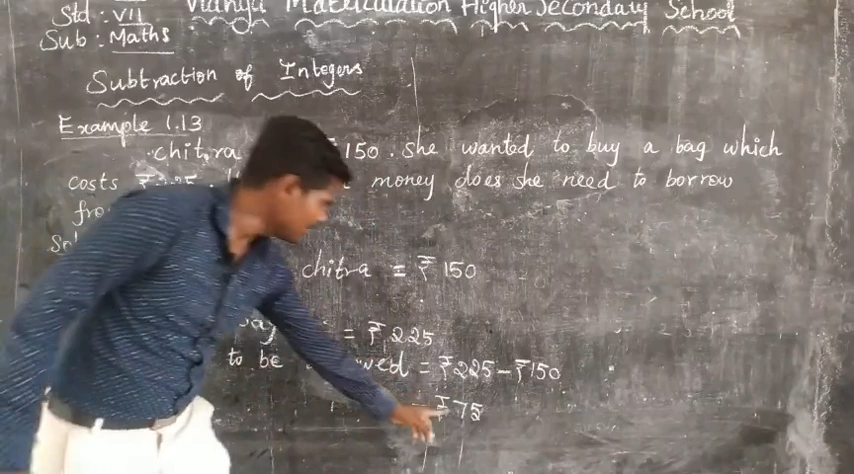 Std : VII Vidhya Matriculation Higher Secondary School
Sub : Maths
Subtraction of Integers
Example 1.13
chitra ₹150. she wanted to buy a bag which
costs money does she need to borrow
chitra = ₹ 150
= ₹ 225
to be = ₹225 - ₹150
₹75